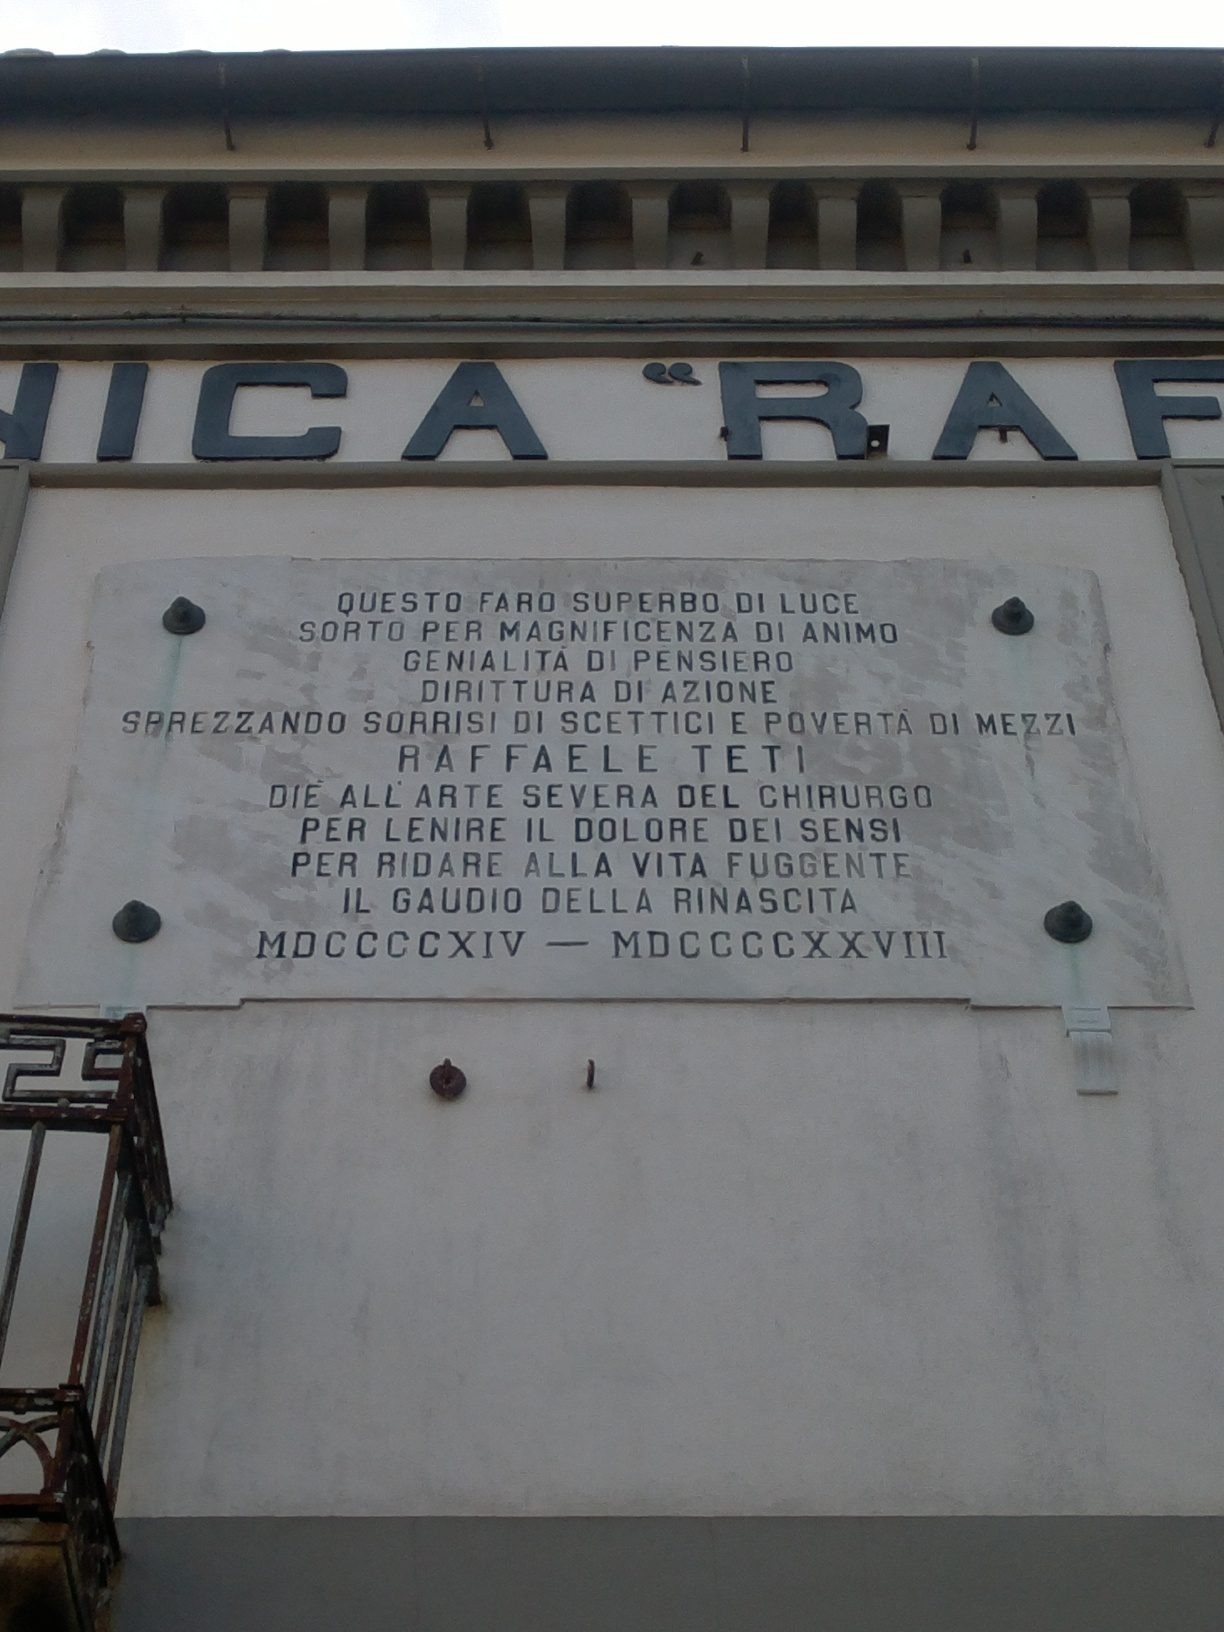 NICA "RAF
QUESTO FARO SUPERBO DI LUCE
SORTO PER MAGNIFICENZA DI ANIMO
GENIALITÀ DI PENSIERO
DIRITTURA DI AZIONE
SPREZZANDO SORRISI DI SCETTICI E POVERTÀ DI MEZZI
RAFFAELE TETI
DIÈ ALL'ARTE SEVERA DEL CHIRURGO
PER LENIRE IL DOLORE DEI SENSI
PER RIDARE ALLA VITA FUGGENTE
IL GAUDIO DELLA RINASCITA
MDCCCCXIV — MDCCCCXXVIII